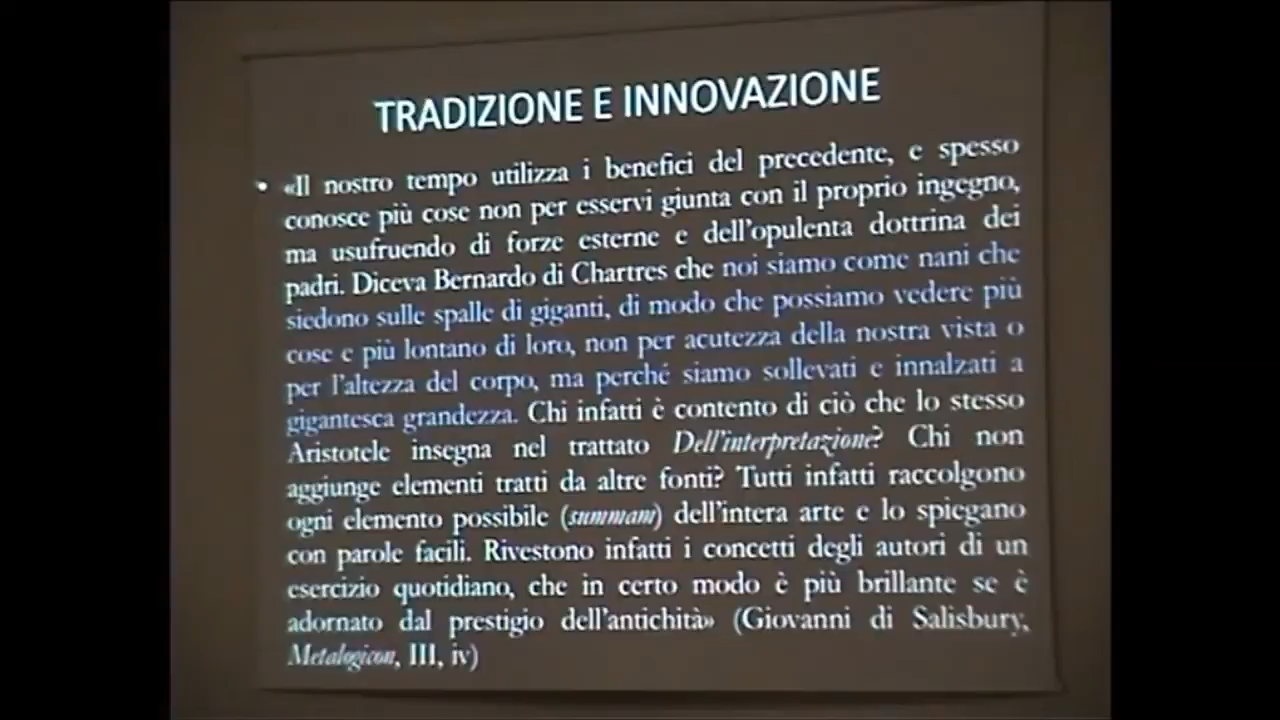 TRADIZIONE E INNOVAZIONE
• «Il nostro tempo utilizza i benefici del precedente, e spesso
conosce più cose non per esservi giunta con il proprio ingegno,
ma usufruendo di forze esterne e dell'opulenta dottrina dei
padri. Diceva Bernardo di Chartres che noi siamo come nani che
siedono sulle spalle di giganti, di modo che possiamo vedere più
cose e più lontano di loro, non per acutezza della nostra vista o
per l'altezza del corpo, ma perché siamo sollevati e innalzati a
gigantesca grandezza. Chi infatti è contento di ciò che lo stesso
Aristotele insegna nel trattato Dell'interpretazione? Chi non
aggiunge elementi tratti da altre fonti? Tutti infatti raccolgono
ogni elemento possibile (summam) dell'intera arte e lo spiegano
con parole facili. Rivestono infatti i concetti degli autori di un
esercizio quotidiano, che in certo modo è più brillante se è
adornato dal prestigio dell'antichità» (Giovanni di Salisbury,
Metalogicon, III, iv)